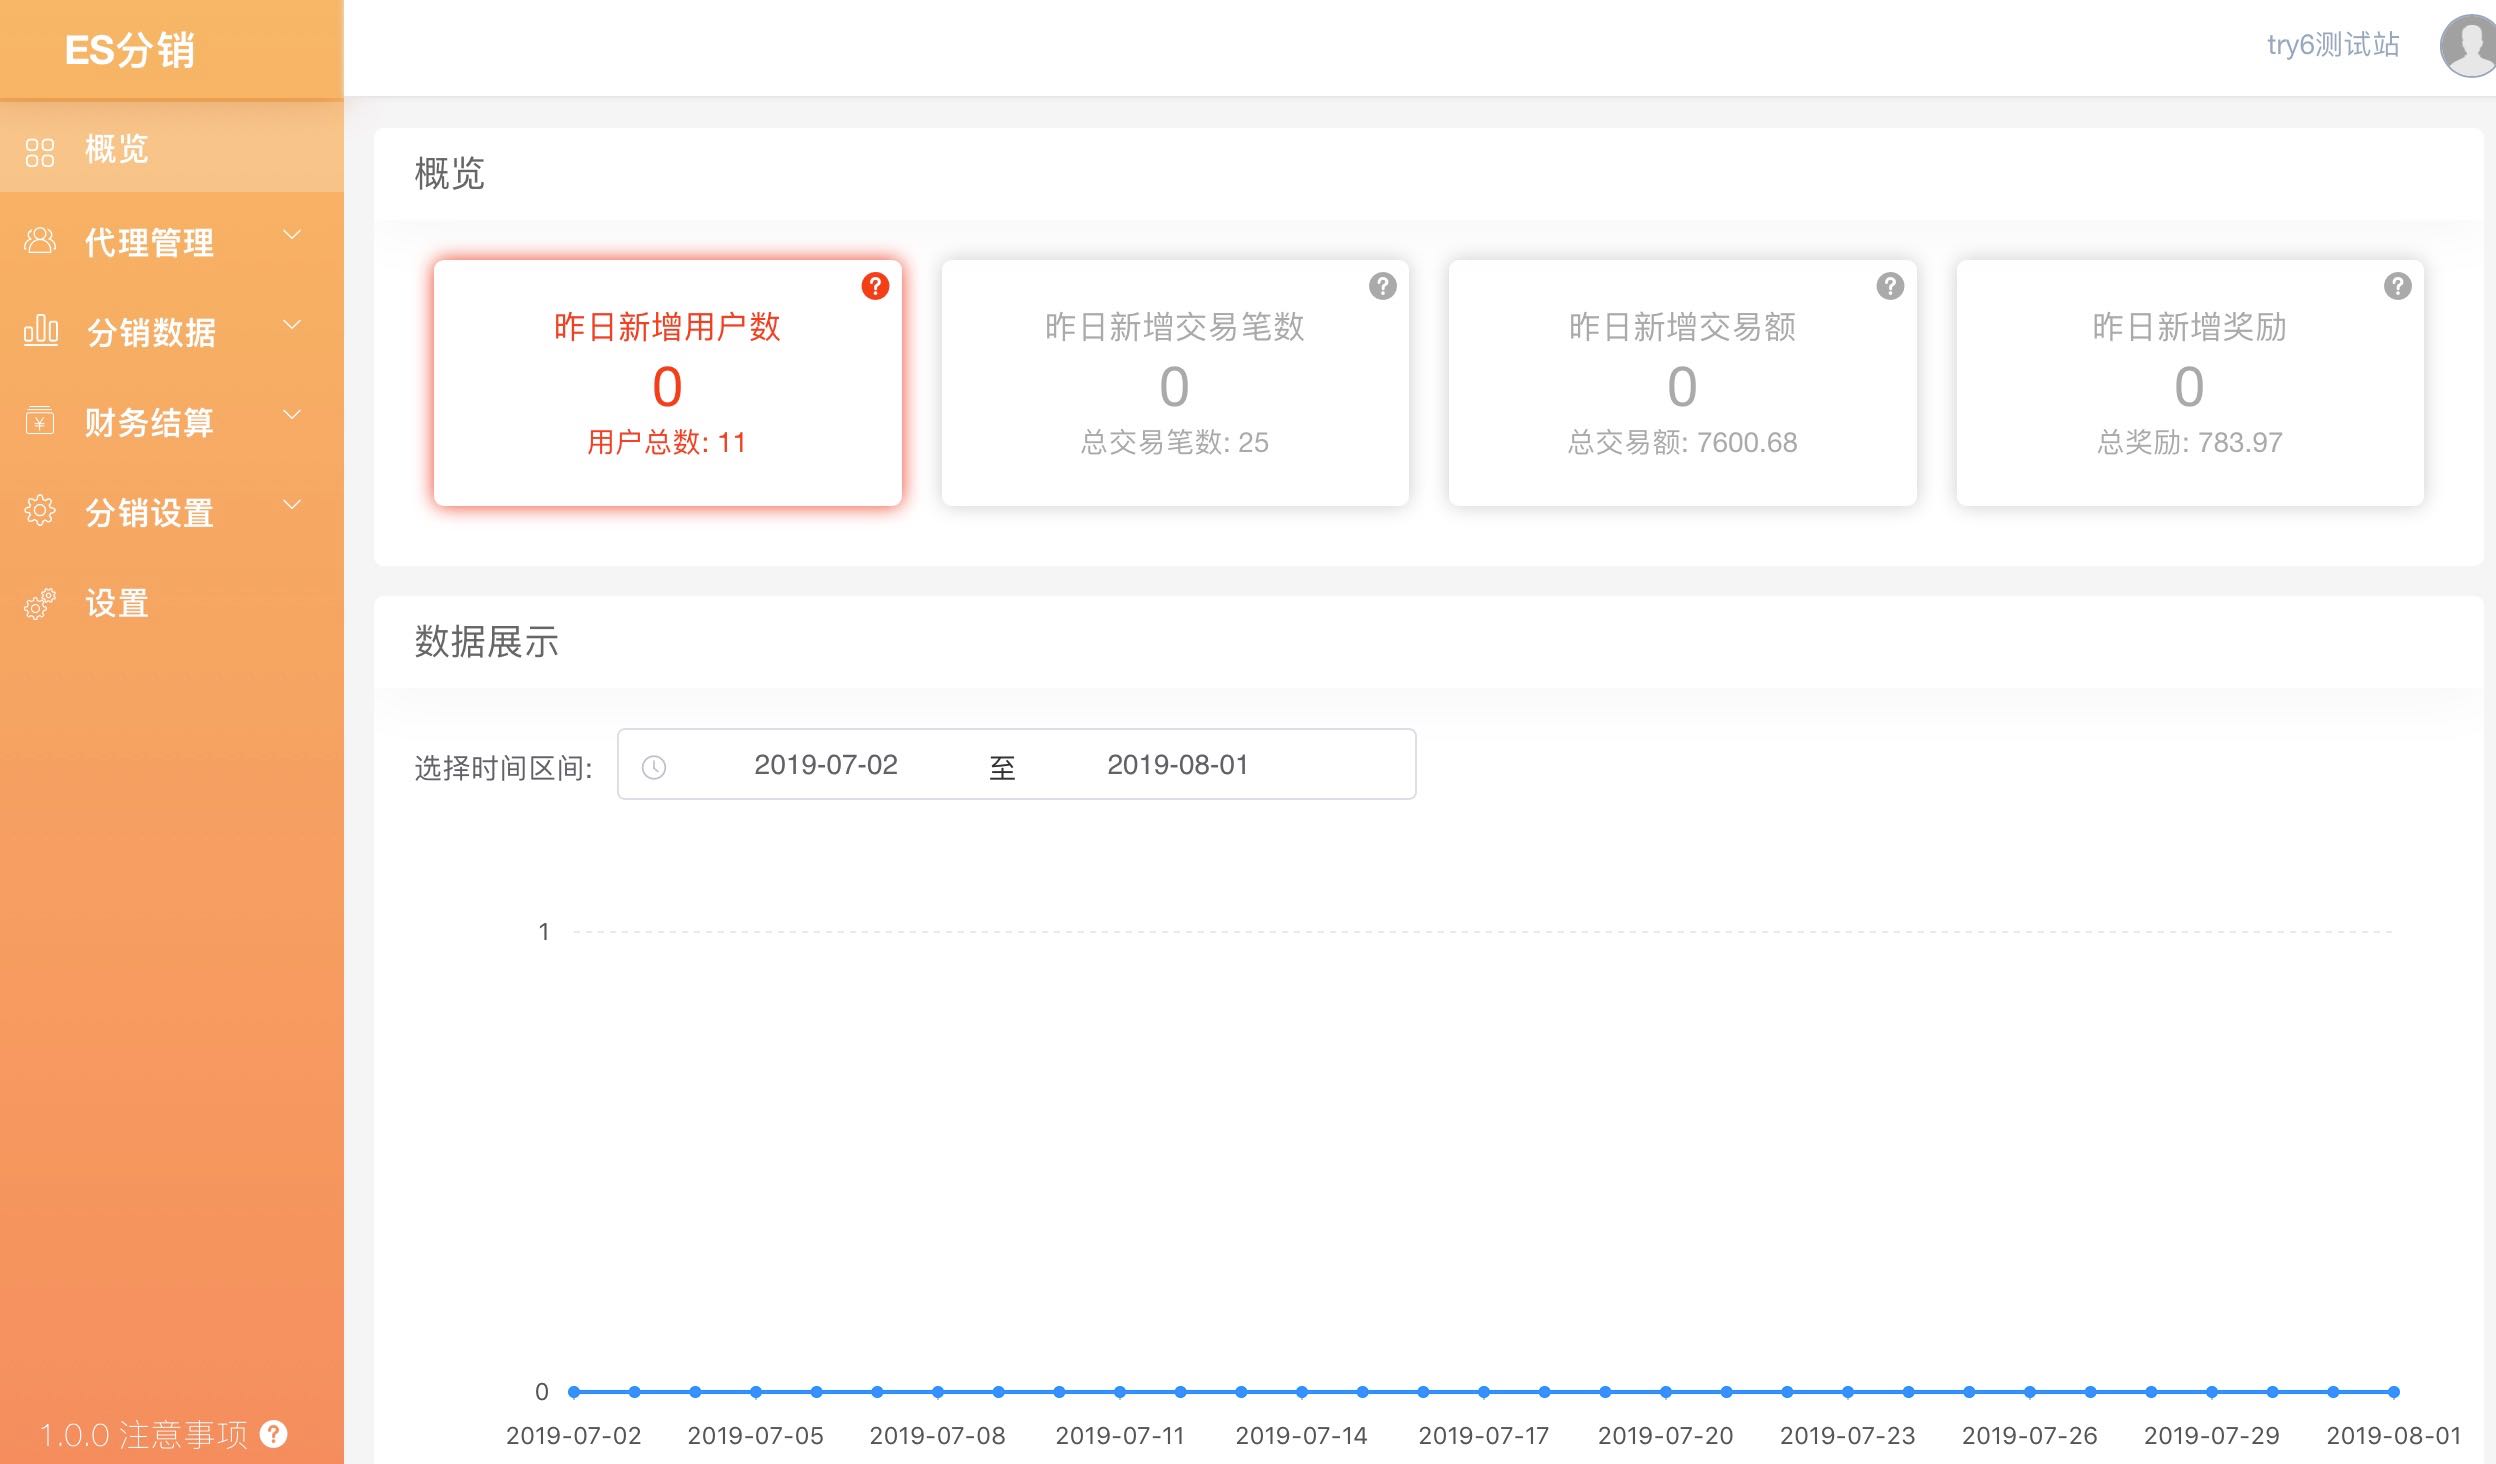 ES分销
try6测试站
概览
代理管理
分销数据
财务结算
分销设置
设置
1.0.0 注意事项 ?
概览
?
昨日新增用户数
0
用户总数: 11
?
昨日新增交易笔数
0
总交易笔数: 25
?
昨日新增交易额
0
总交易额: 7600.68
?
昨日新增奖励
0
总奖励: 783.97
数据展示
选择时间区间: 2019-07-02 至 2019-08-01
1
0
2019-07-02 2019-07-05 2019-07-08 2019-07-11 2019-07-14 2019-07-17 2019-07-20 2019-07-23 2019-07-26 2019-07-29 2019-08-01